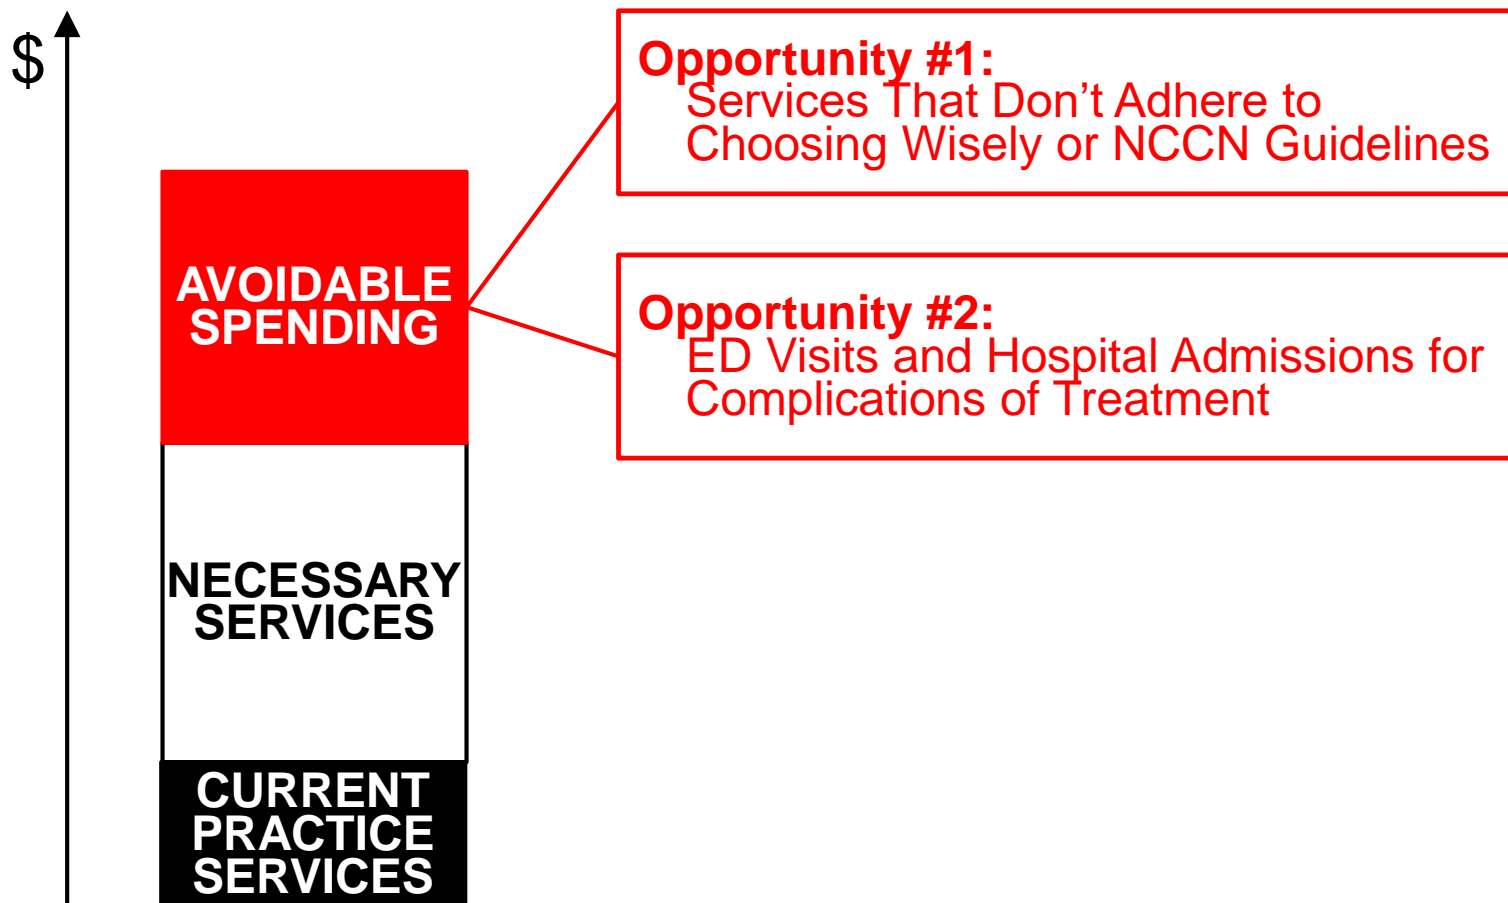 $
Opportunity #1:
Services That Don’t Adhere to
Choosing Wisely or NCCN Guidelines
AVOIDABLE
SPENDING
Opportunity #2:
ED Visits and Hospital Admissions for
Complications of Treatment
NECESSARY
SERVICES
CURRENT
PRACTICE
SERVICES